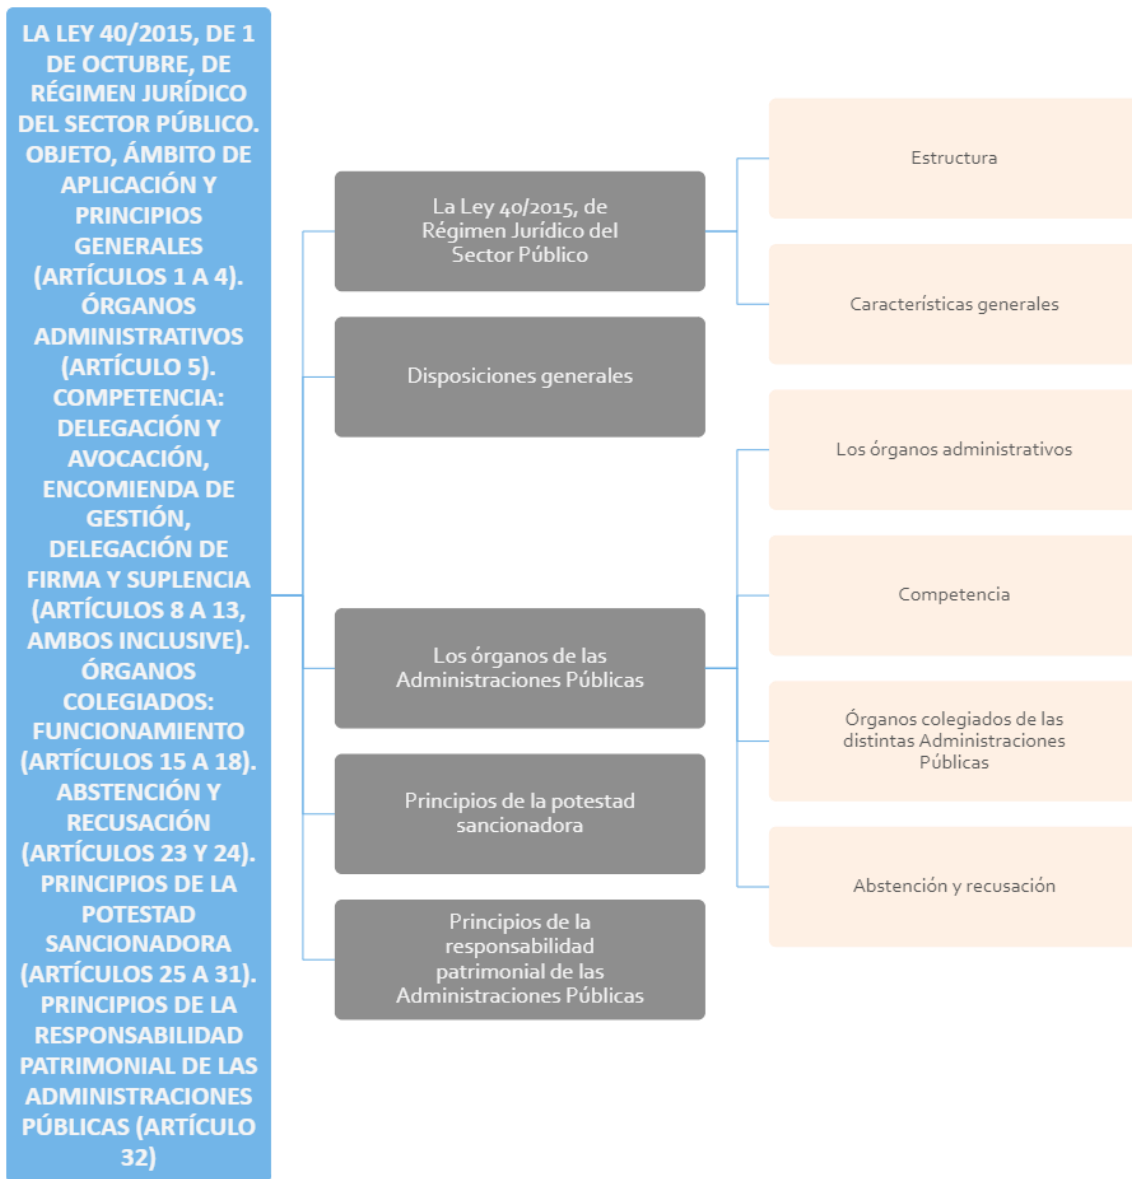 LA LEY 40/2015, DE 1
DE OCTUBRE, DE
RÉGIMEN JURÍDICO
DEL SECTOR PÚBLICO.
OBJETO, ÁMBITO DE
APLICACIÓN Y
PRINCIPIOS
GENERALES
(ARTÍCULOS 1 A 4).
ÓRGANOS
ADMINISTRATIVOS
(ARTÍCULO 5).
COMPETENCIA:
DELEGACIÓN Y
AVOCACIÓN,
ENCOMIENDA DE
GESTIÓN,
DELEGACIÓN DE
FIRMA Y SUPLENCIA
(ARTÍCULOS 8 A 13,
AMBOS INCLUSIVE).
ÓRGANOS
COLEGIADOS:
FUNCIONAMIENTO
(ARTÍCULOS 15 A 18).
ABSTENCIÓN Y
RECUSACIÓN
(ARTÍCULOS 23 Y 24).
PRINCIPIOS DE LA
POTESTAD
SANCIONADORA
(ARTÍCULOS 25 A 31).
PRINCIPIOS DE LA
RESPONSABILIDAD
PATRIMONIAL DE LAS
ADMINISTRACIONES
PÚBLICAS (ARTÍCULO
32)
La Ley 40/2015, de
Régimen Jurídico del
Sector Público
Estructura
Características generales
Disposiciones generales
Los órganos de las
Administraciones Públicas
Los órganos administrativos
Competencia
Órganos colegiados de las
distintas Administraciones
Públicas
Abstención y recusación
Principios de la potestad
sancionadora
Principios de la
responsabilidad
patrimonial de las
Administraciones Públicas